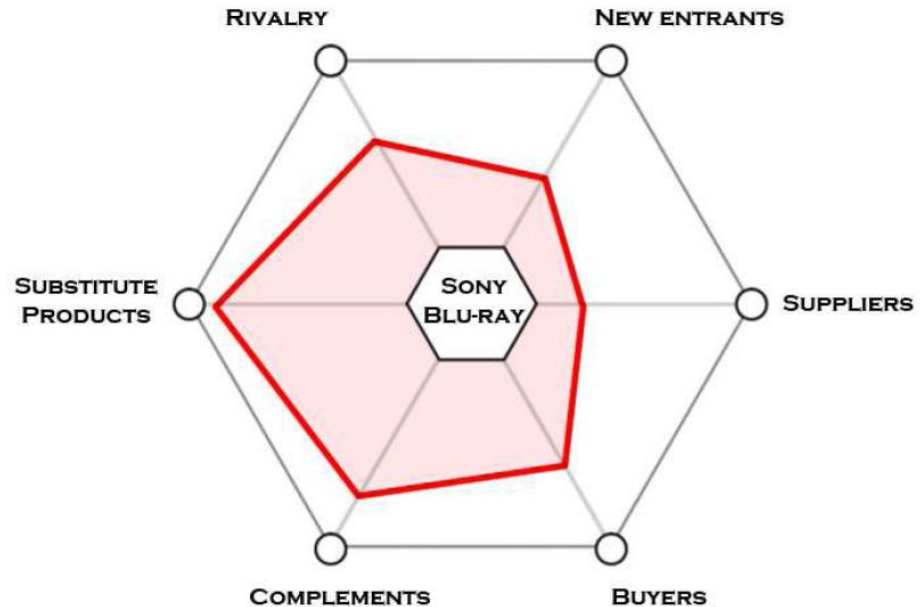 RIVALRY
NEW ENTRANTS
SUBSTITUTE
PRODUCTS
SONY
BLU-RAY
SUPPLIERS
COMPLEMENTS
BUYERS